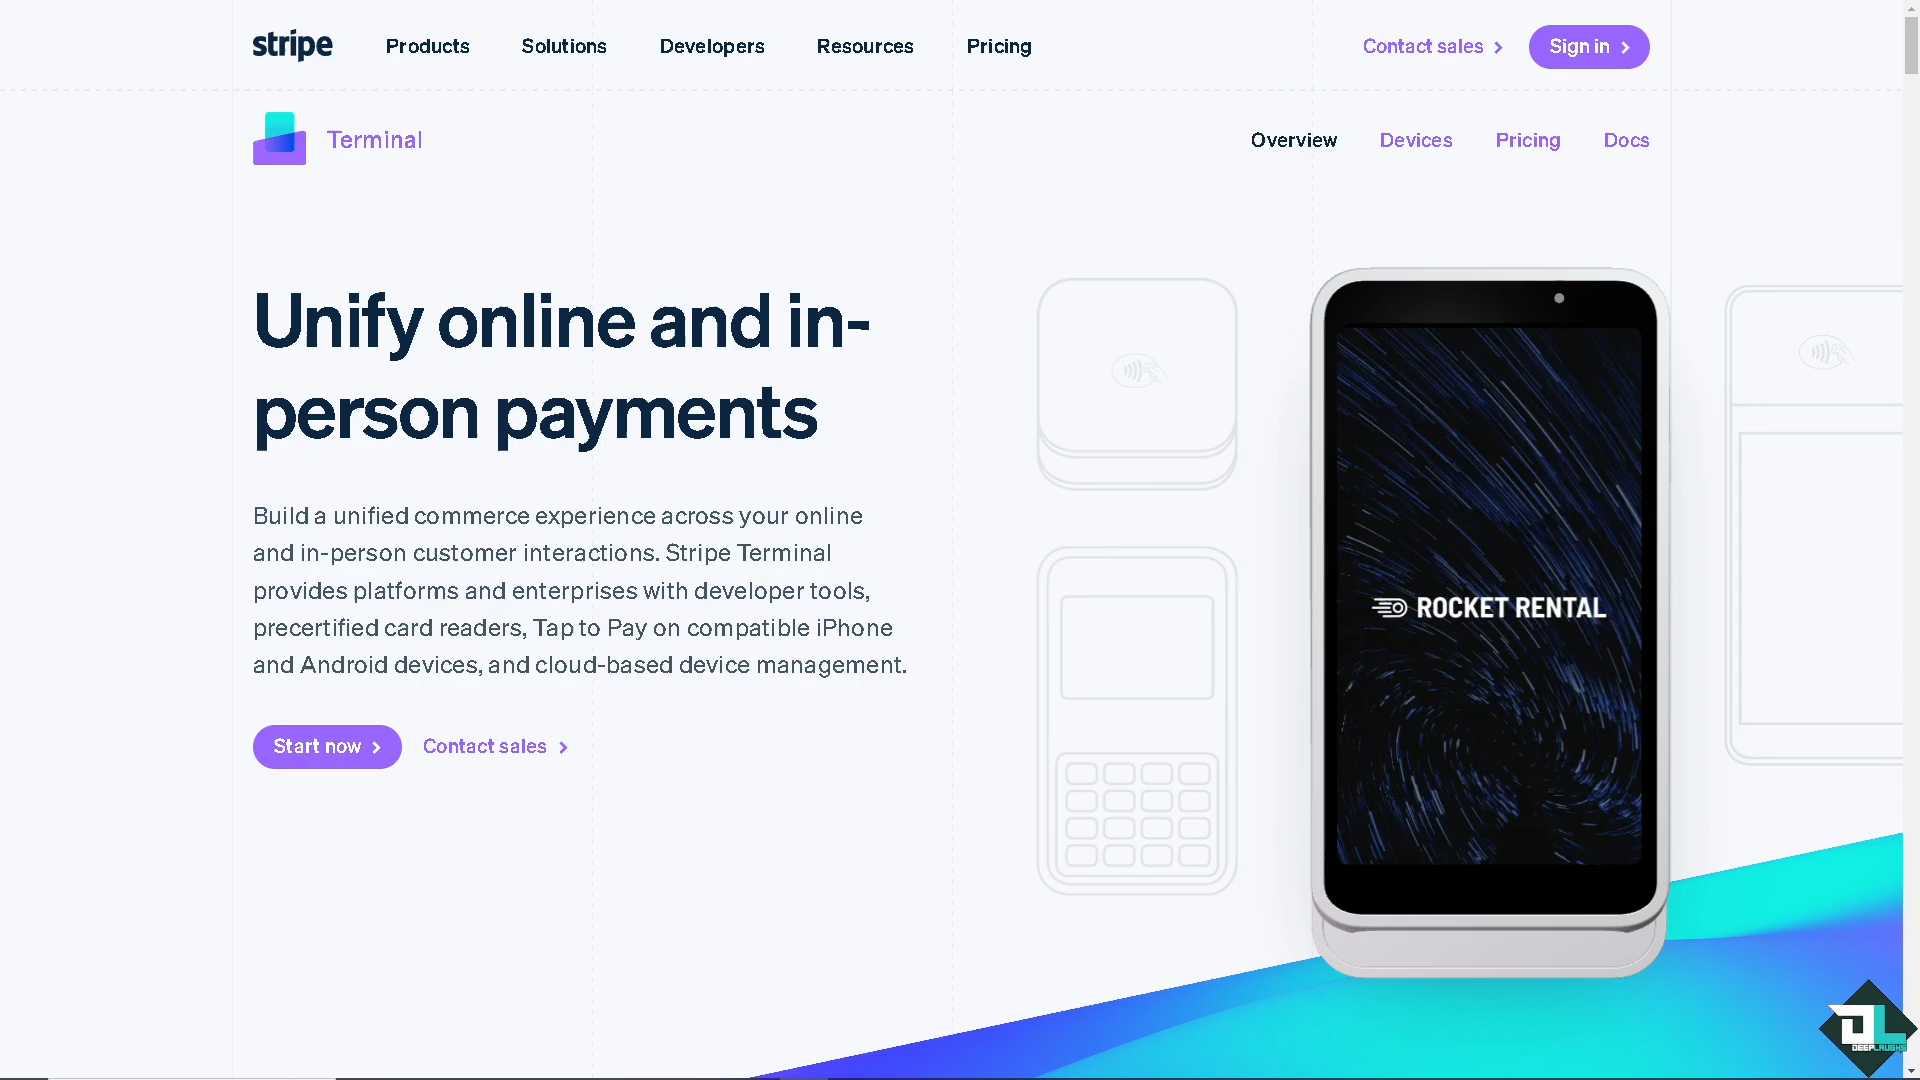 stripe
Products
Solutions
Developers
Resources
Pricing
Contact sales
Sign in
Terminal
Overview
Devices
Pricing
Docs
Unify online and in-
person payments
Build a unified commerce experience across your online
and in-person customer interactions. Stripe Terminal
provides platforms and enterprises with developer tools,
precertified card readers, Tap to Pay on compatible iPhone
and Android devices, and cloud-based device management.
Start now
Contact sales
ROCKET RENTAL
DL
DEEPLAUGHS